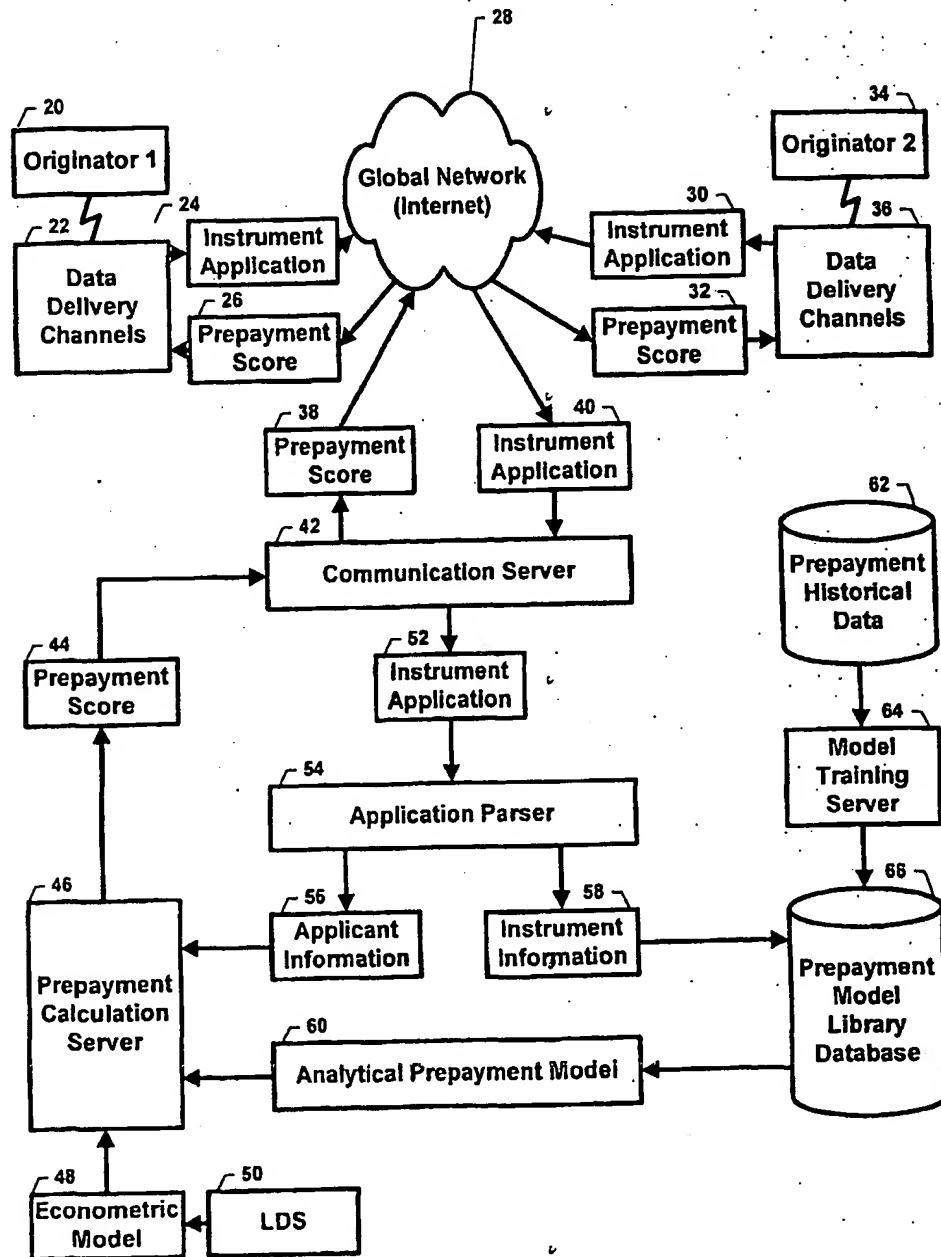 28
20
34
Originator 1
Originator 2
Global Network
(Internet)
24
30
22
36
Instrument
Application
Instrument
Application
Data
Delivery
Channels
Data
Delivery
Channels
26
32
Prepayment
Score
Prepayment
Score
38
40
Prepayment
Score
Instrument
Application
62
42
Communication Server
Prepayment
Historical
Data
44
52
Prepayment
Score
Instrument
Application
64
54
Model
Training
Server
Application Parser
46
56
58
66
Applicant
Information
Instrument
Information
Prepayment
Calculation
Server
Prepayment
Model
Library
Database
60
Analytical Prepayment Model
48
50
Econometric
Model
LDS